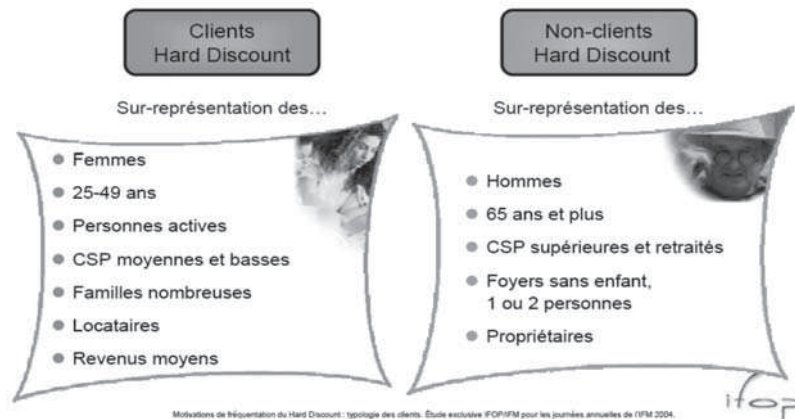 Clients
Hard Discount
Sur-représentation des…
Femmes
25-49 ans
Personnes actives
CSP moyennes et basses
Familles nombreuses
Locataires
Revenus moyens
Non-clients
Hard Discount
Sur-représentation des…
Hommes
65 ans et plus
CSP supérieures et retraités
Foyers sans enfant,
1 ou 2 personnes
Propriétaires
ifop
Motivations de fréquentation du Hard Discount : typologie des clients. Étude exclusive IFOP/IFM pour les journées annuelles de l'IFM 2004.